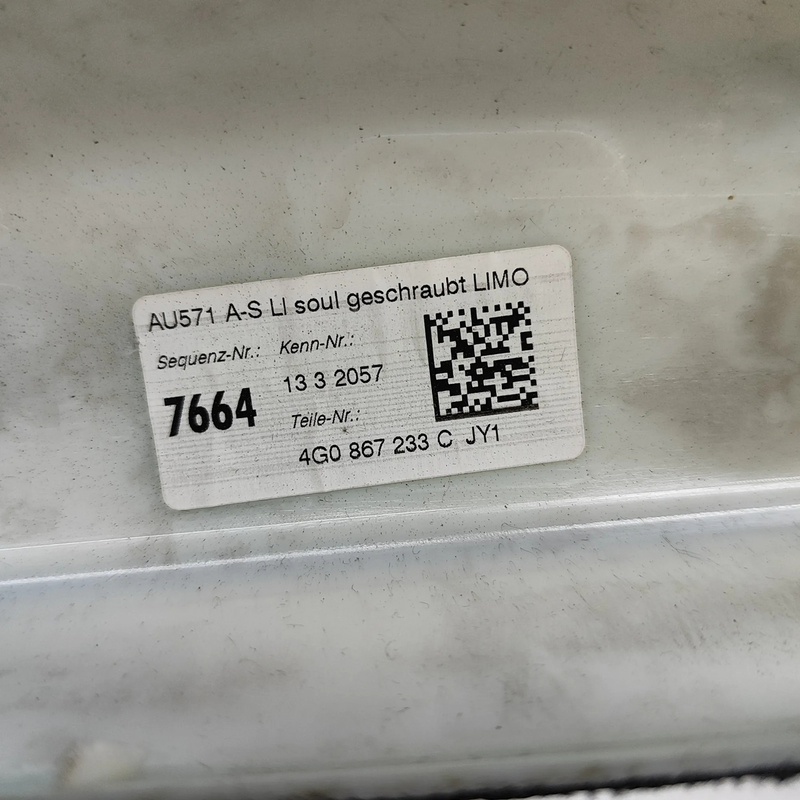 AU571 A-S LI soul geschraubt LIMO
Sequenz-Nr.: Kenn-Nr.:
7664 13 3 2057
Teile-Nr.:
4G0 867 233 C JY1